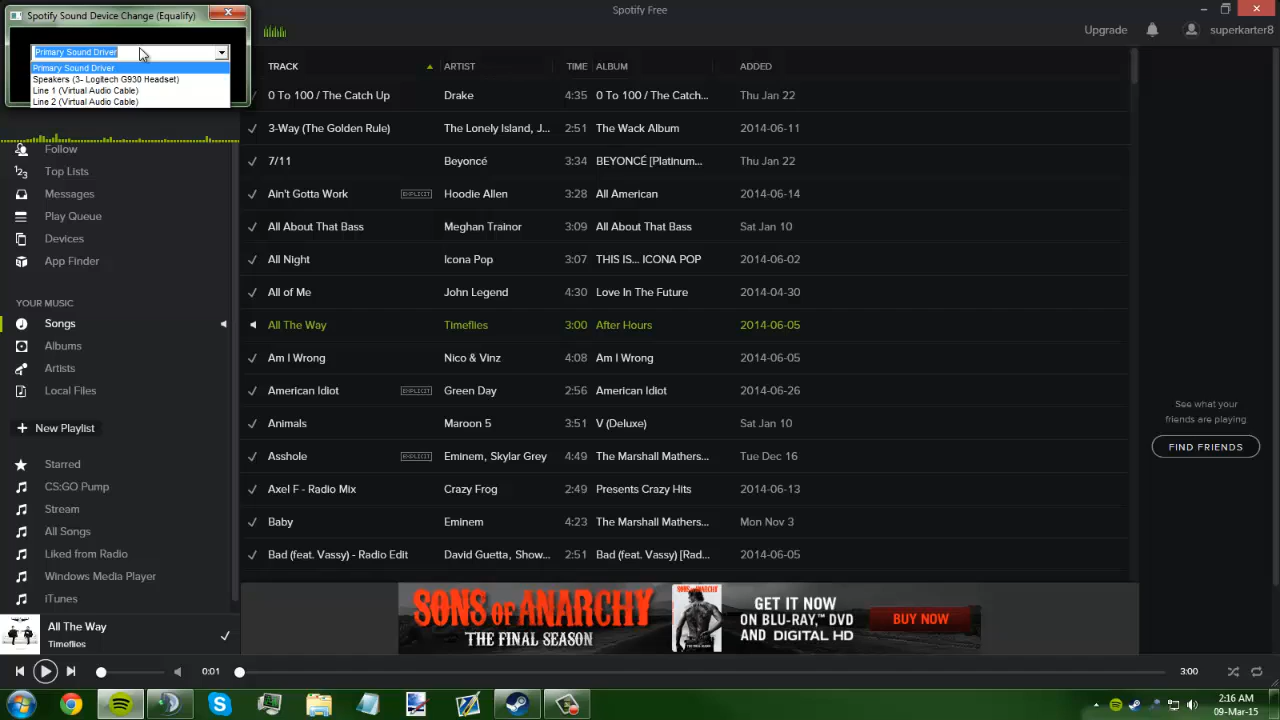 Spotify Sound Device Change (Equalify)
Primary Sound Driver
Primary Sound Driver
Speakers (3- Logitech G930 Headset)
Line 1 (Virtual Audio Cable)
Line 2 (Virtual Audio Cable)
Spotify Free
Upgrade
superkarter8
Follow
Top Lists
Messages
Play Queue
Devices
App Finder
YOUR MUSIC
Songs
Albums
Artists
Local Files
New Playlist
Starred
CS:GO Pump
Stream
All Songs
Liked from Radio
Windows Media Player
iTunes
TRACK ARTIST TIME ALBUM
0 To 100 / The Catch Up Drake 4:35 0 To 100 / The Catch... Thu Jan 22
3-Way (The Golden Rule) The Lonely Island, J... 2:51 The Wack Album 2014-06-11
7/11 Beyoncé 3:34 BEYONCÉ [Platinum... Thu Jan 22
Ain't Gotta Work EXPLICIT Hoodie Allen 3:28 All American 2014-06-14
All About That Bass Meghan Trainor 3:09 All About That Bass Sat Jan 10
All Night Icona Pop 3:07 THIS IS... ICONA POP 2014-06-02
All of Me John Legend 4:30 Love In The Future 2014-04-30
All The Way Timeflies 3:00 After Hours 2014-06-05
Am I Wrong Nico & Vinz 4:08 Am I Wrong 2014-06-05
American Idiot EXPLICIT Green Day 2:56 American Idiot 2014-06-26
Animals Maroon 5 3:51 V (Deluxe) Sat Jan 10
Asshole EXPLICIT Eminem, Skylar Grey 4:49 The Marshall Mathers... Tue Dec 16
Axel F - Radio Mix Crazy Frog 2:49 Presents Crazy Hits 2014-06-13
Baby Eminem 4:23 The Marshall Mathers... Mon Nov 3
Bad (feat. Vassy) - Radio Edit David Guetta, Show... 2:51 Bad (feat. Vassy) [Rad... 2014-06-05
See what your
friends are playing
FIND FRIENDS
SONS OF ANARCHY
THE FINAL SEASON
GET IT NOW
ON BLU-RAY,™ DVD
AND DIGITAL HD
BUY NOW
All The Way
Timeflies
0:01
3:00
2:16 AM
09-Mar-15